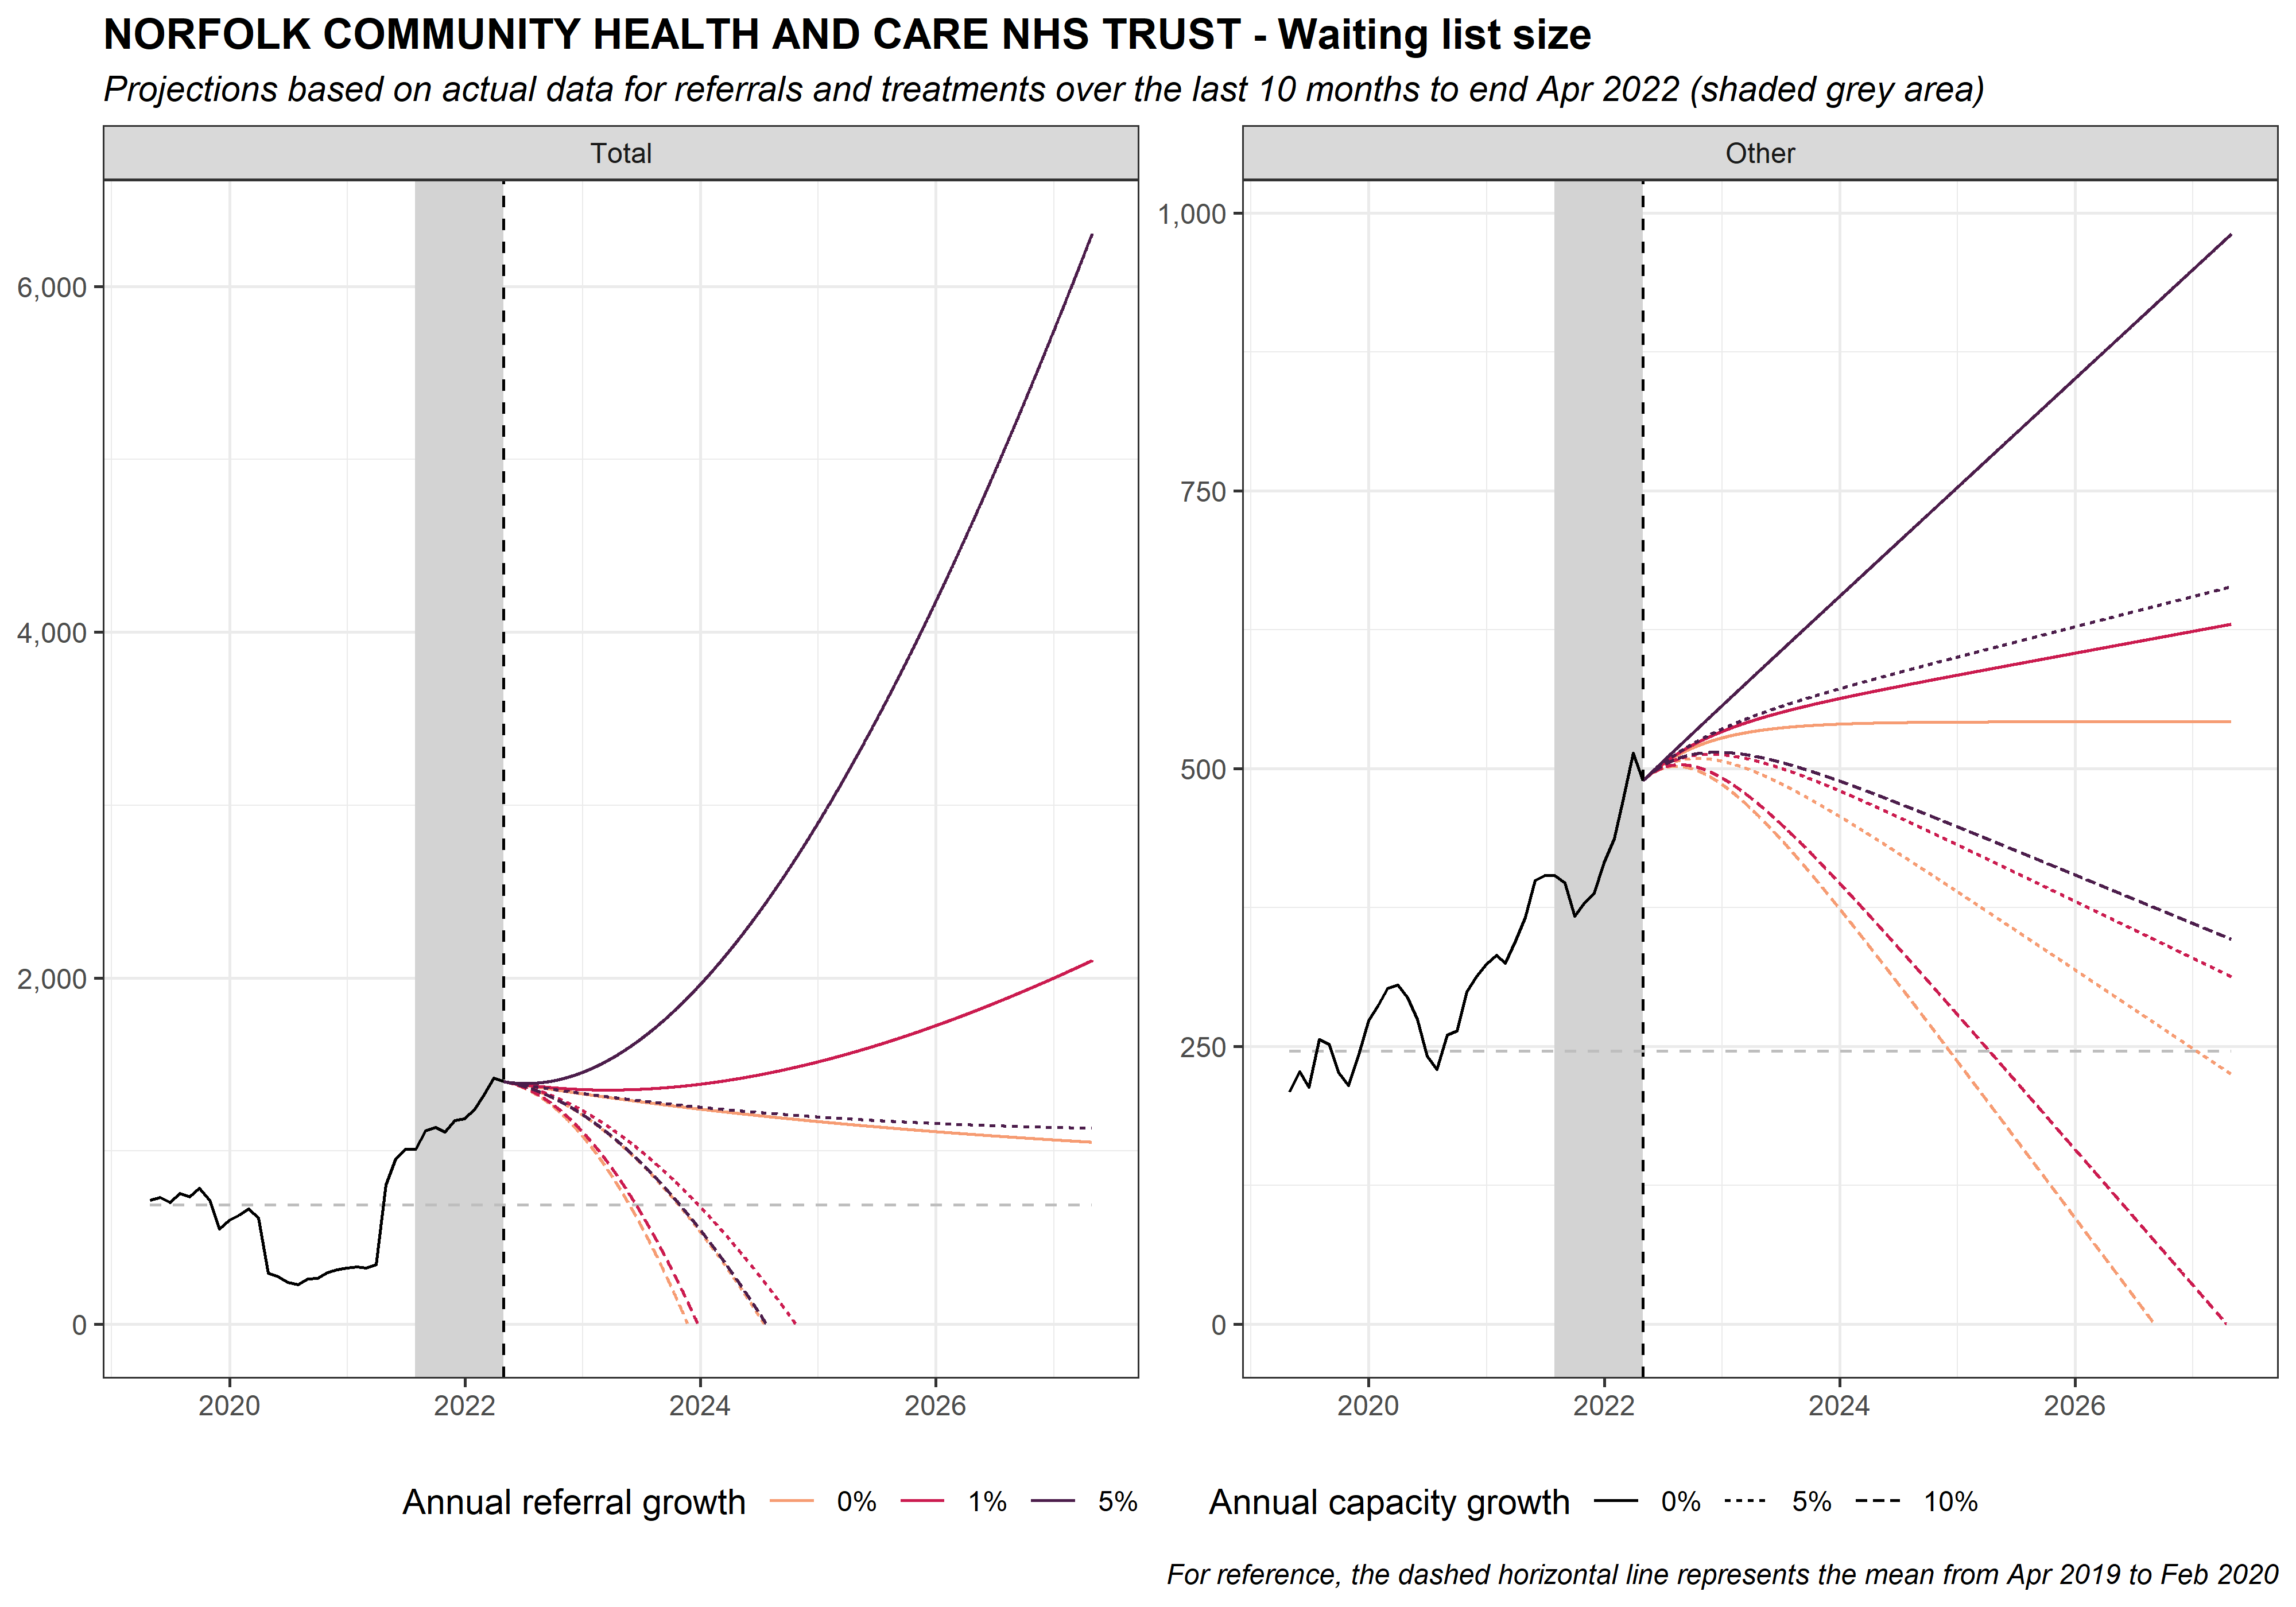 NORFOLK COMMUNITY HEALTH AND CARE NHS TRUST - Waiting list size
Projections based on actual data for referrals and treatments over the last 10 months to end Apr 2022 (shaded grey area)
Total
6,000
4,000
2,000
0
2020 2022 2024 2026
Other
1,000
750
500
250
0
2020 2022 2024 2026
Annual referral growth 0% 1% 5%
Annual capacity growth 0% 5% 10%
For reference, the dashed horizontal line represents the mean from Apr 2019 to Feb 2020